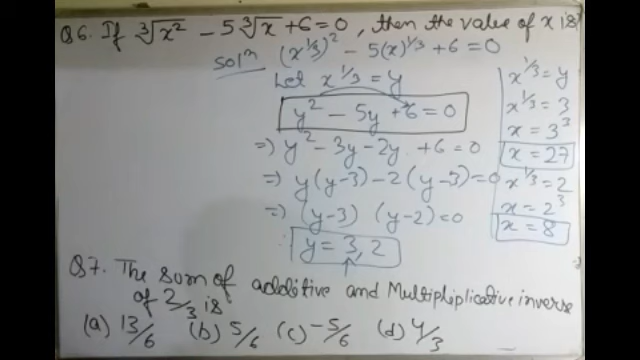 Q6. If ∛x² - 5∛x + 6 = 0, then the value of x is?
Solⁿ (x^1/3)² - 5(x)^1/3 + 6 = 0
Let x^1/3 = y
y² - 5y + 6 = 0
=> y² - 3y - 2y + 6 = 0
=> y(y-3) - 2(y-3) = 0
=> (y-3) (y-2) = 0
y = 3, 2
x^1/3 = y
x^1/3 = 3
x = 3³
x = 27
x^1/3 = 2
x = 2³
x = 8
Q7. The sum of additive and Multiplicative inverse
of 2/3 is
(a) 13/6 (b) 5/6 (c) -5/6 (d) 4/3